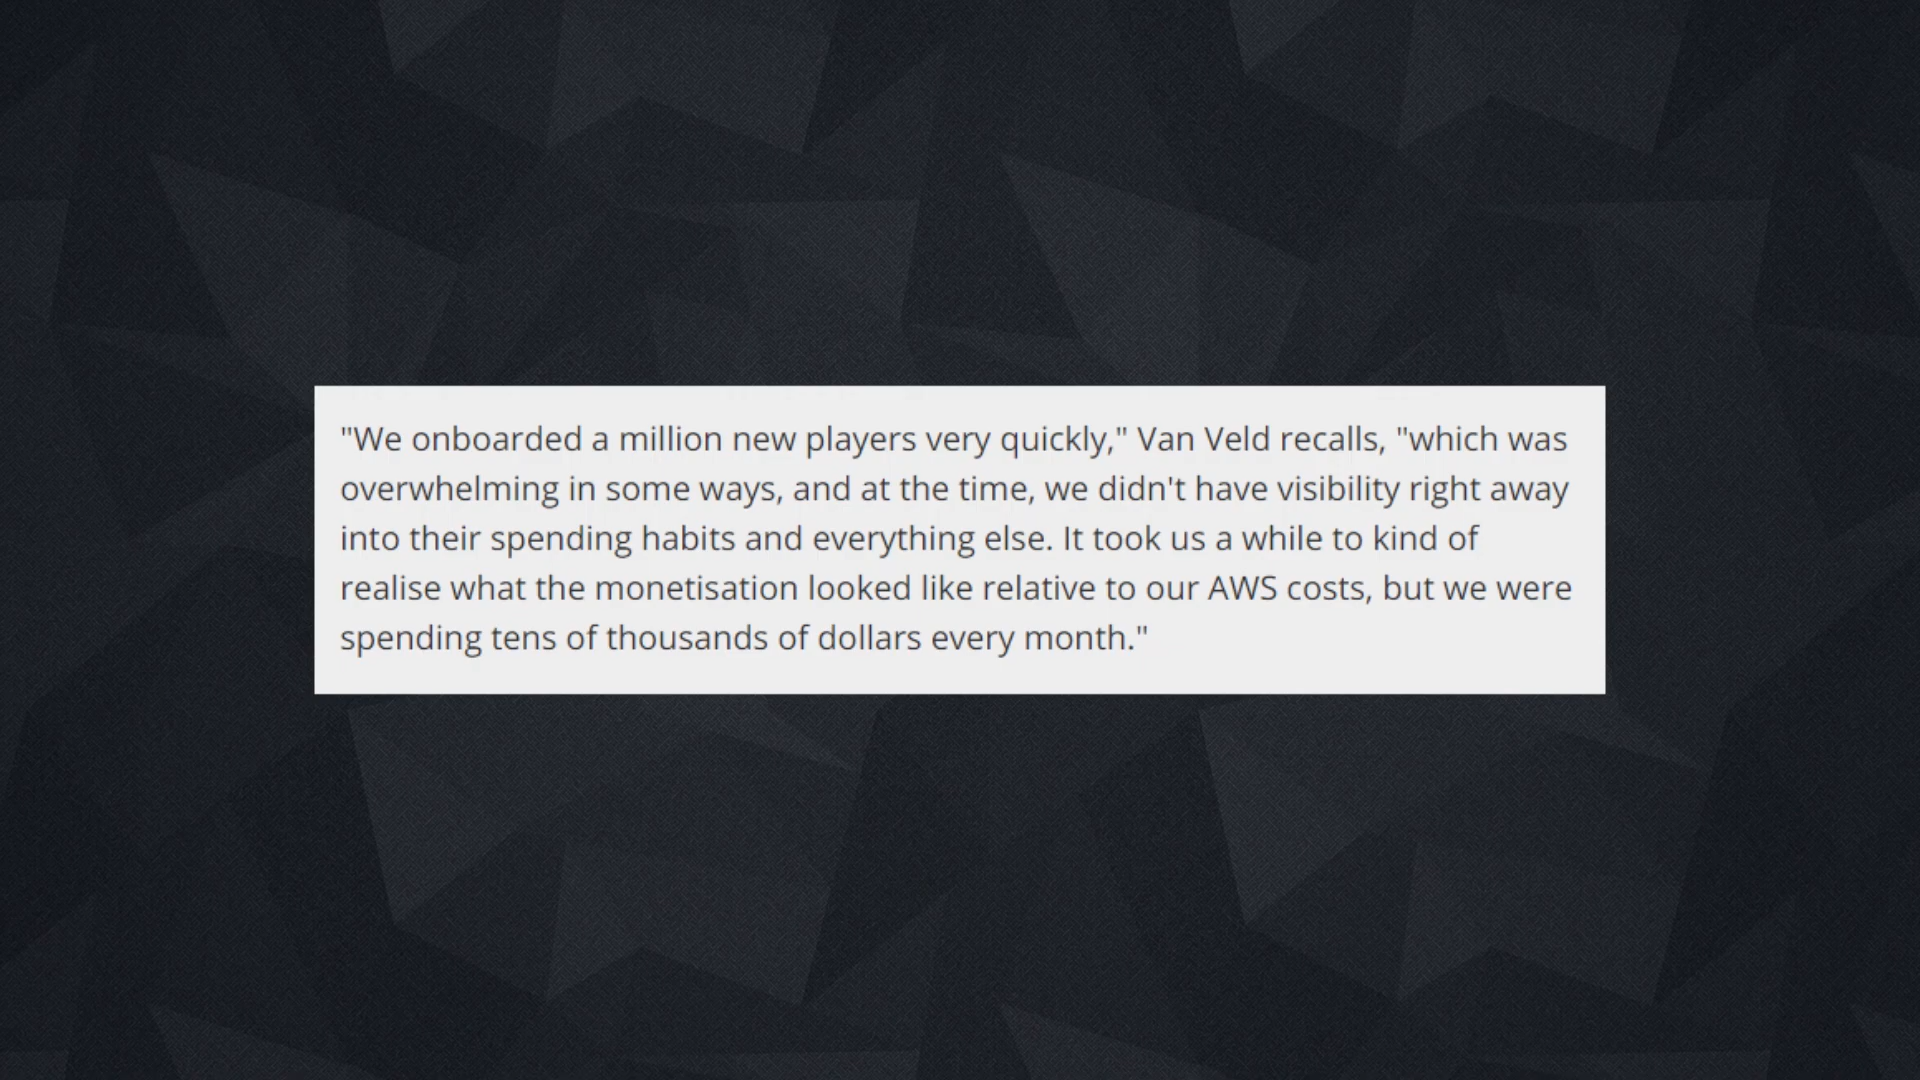 "We onboarded a million new players very quickly," Van Veld recalls, "which was
overwhelming in some ways, and at the time, we didn't have visibility right away
into their spending habits and everything else. It took us a while to kind of
realise what the monetisation looked like relative to our AWS costs, but we were
spending tens of thousands of dollars every month."